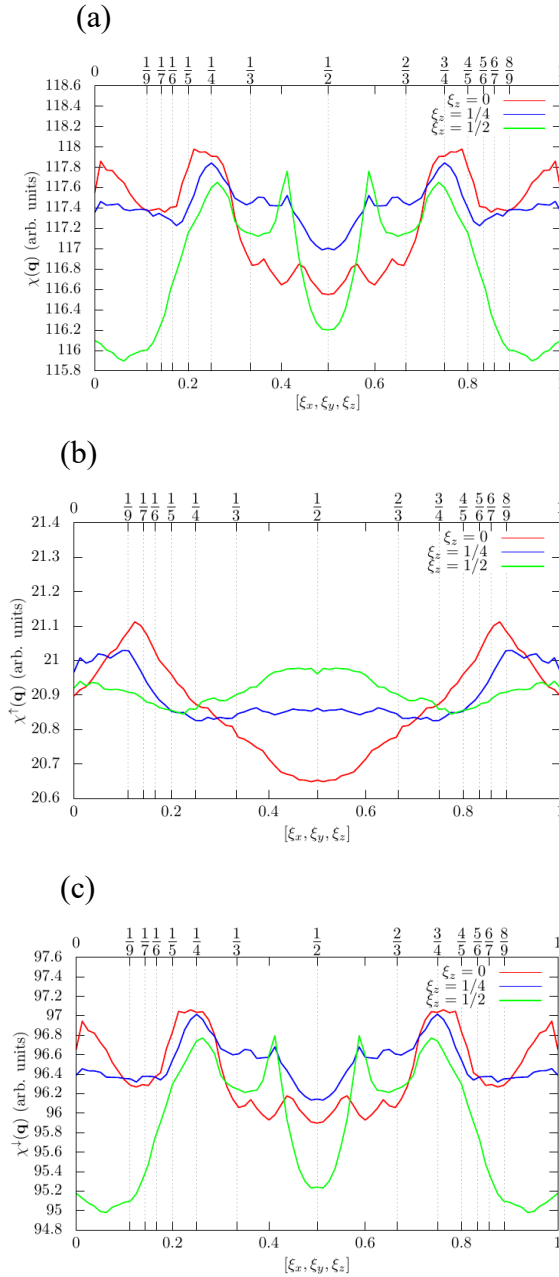 (a)
0 1/9 1/7 1/6 1/5 1/4 1/3 1/2 2/3 3/4 4/5 5/6 6/7 8/9 1
118.6
118.4
118.2
118
117.8
117.6
117.4
117.2
117
116.8
116.6
116.4
116.2
116
115.8
χ(q) (arb. units)
ξz = 0
ξz = 1/4
ξz = 1/2
0 0.2 0.4 0.6 0.8 1
[ξx, ξy, ξz]
(b)
0 1/9 1/7 1/6 1/5 1/4 1/3 1/2 2/3 3/4 4/5 5/6 6/7 8/9 1
21.4
21.3
21.2
21.1
21
20.9
20.8
20.7
20.6
χ↑(q) (arb. units)
ξz = 0
ξz = 1/4
ξz = 1/2
0 0.2 0.4 0.6 0.8 1
[ξx, ξy, ξz]
(c)
0 1/9 1/7 1/6 1/5 1/4 1/3 1/2 2/3 3/4 4/5 5/6 6/7 8/9 1
97.6
97.4
97.2
97
96.8
96.6
96.4
96.2
96
95.8
95.6
95.4
95.2
95
94.8
χ↓(q) (arb. units)
ξz = 0
ξz = 1/4
ξz = 1/2
0 0.2 0.4 0.6 0.8 1
[ξx, ξy, ξz]